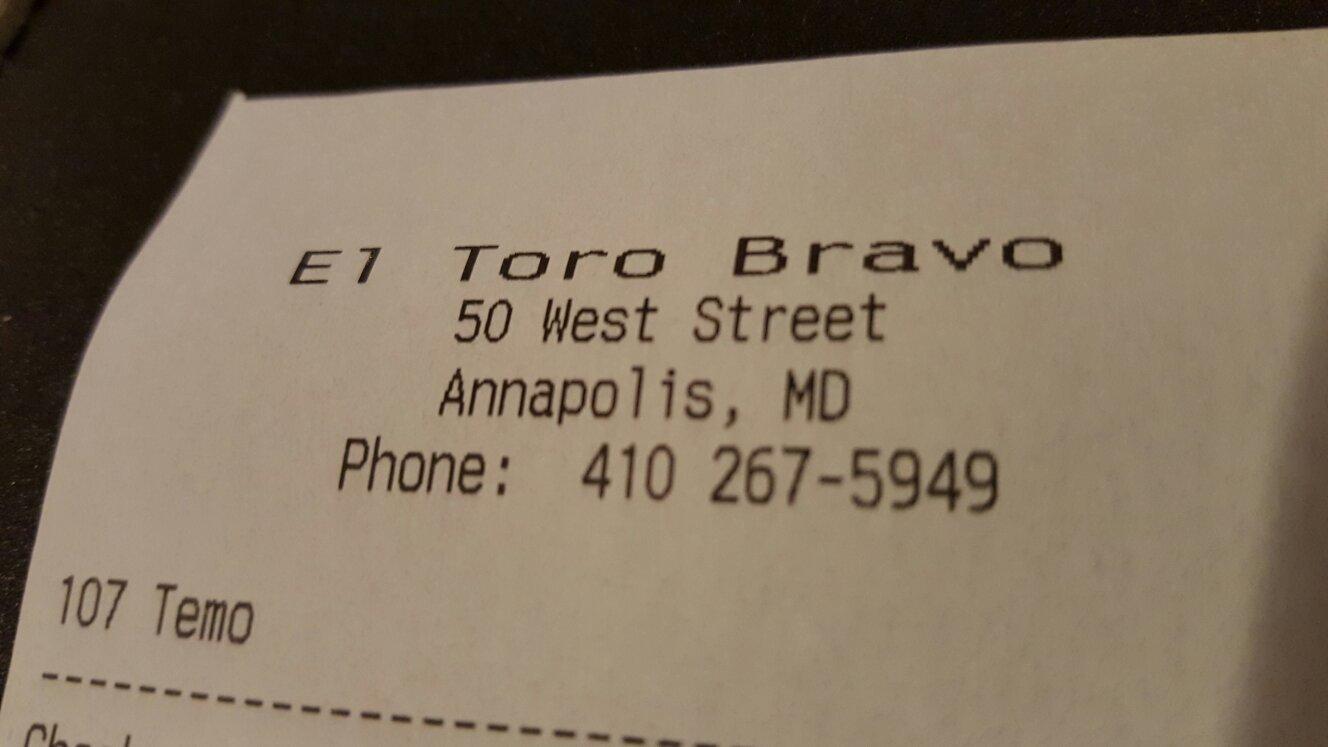 El Toro Bravo
50 West Street
Annapolis, MD
Phone: 410 267-5949
107 Temo